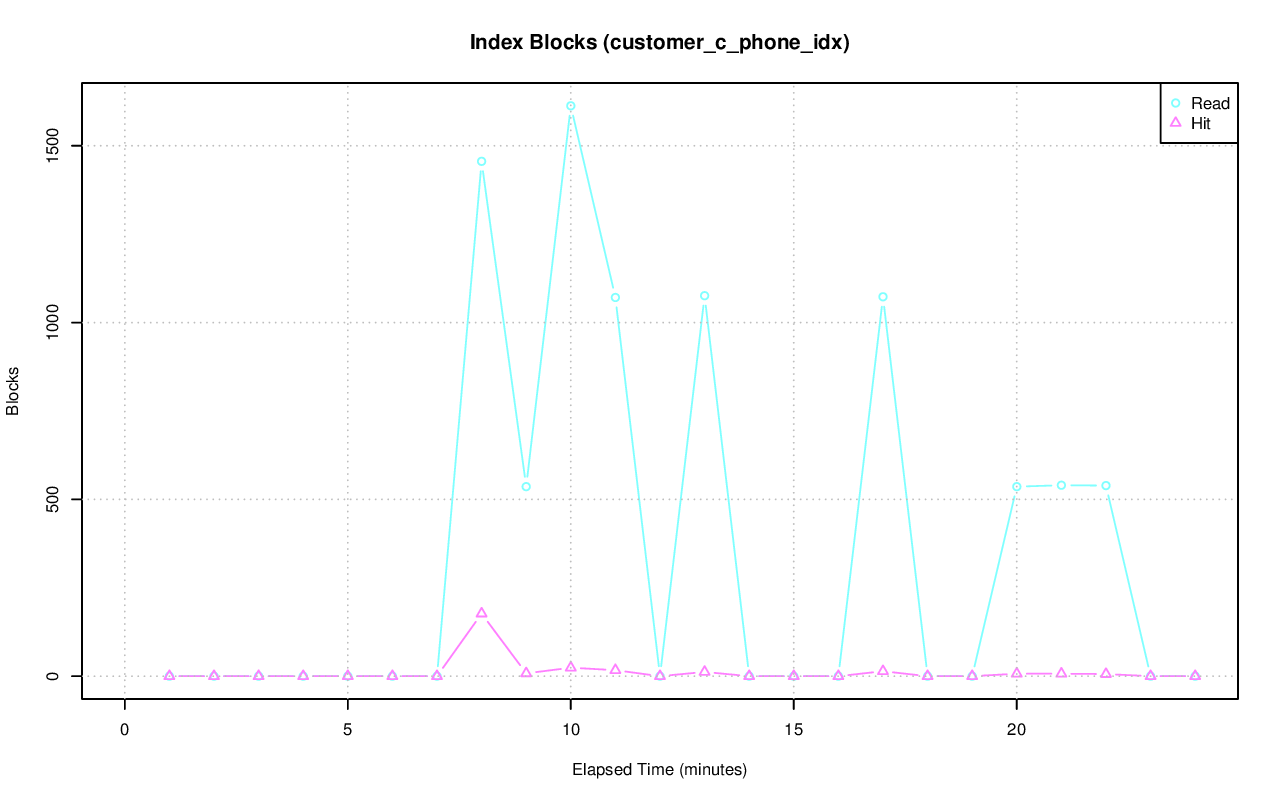 Index Blocks (customer_c_phone_idx)
Read
Hit
1500
1000
500
0
Blocks
0 5 10 15 20
Elapsed Time (minutes)